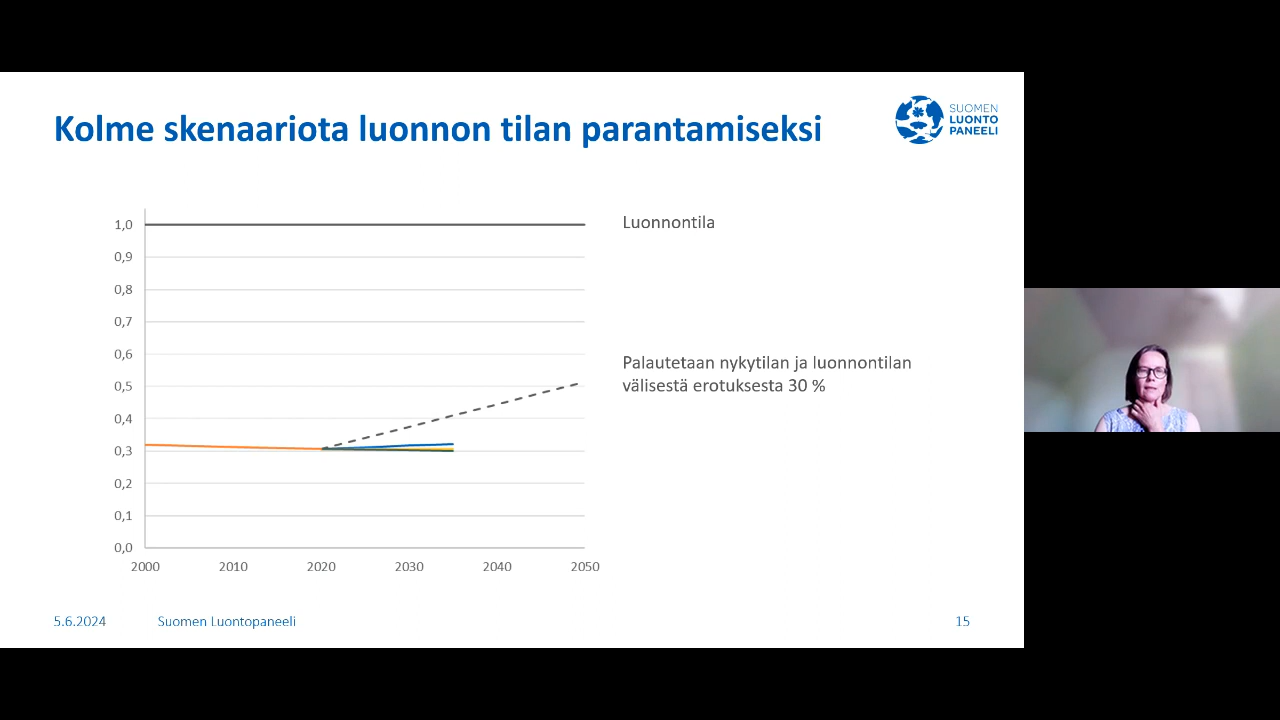 Kolme skenaariota luonnon tilan parantamiseksi
SUOMEN
LUONTO
PANEELI
1,0
0,9
0,8
0,7
0,6
0,5
0,4
0,3
0,2
0,1
0,0
2000 2010 2020 2030 2040 2050
Luonnontila
Palautetaan nykytilan ja luonnontilan
välisestä erotuksesta 30 %
5.6.2024 Suomen Luontopaneeli 15